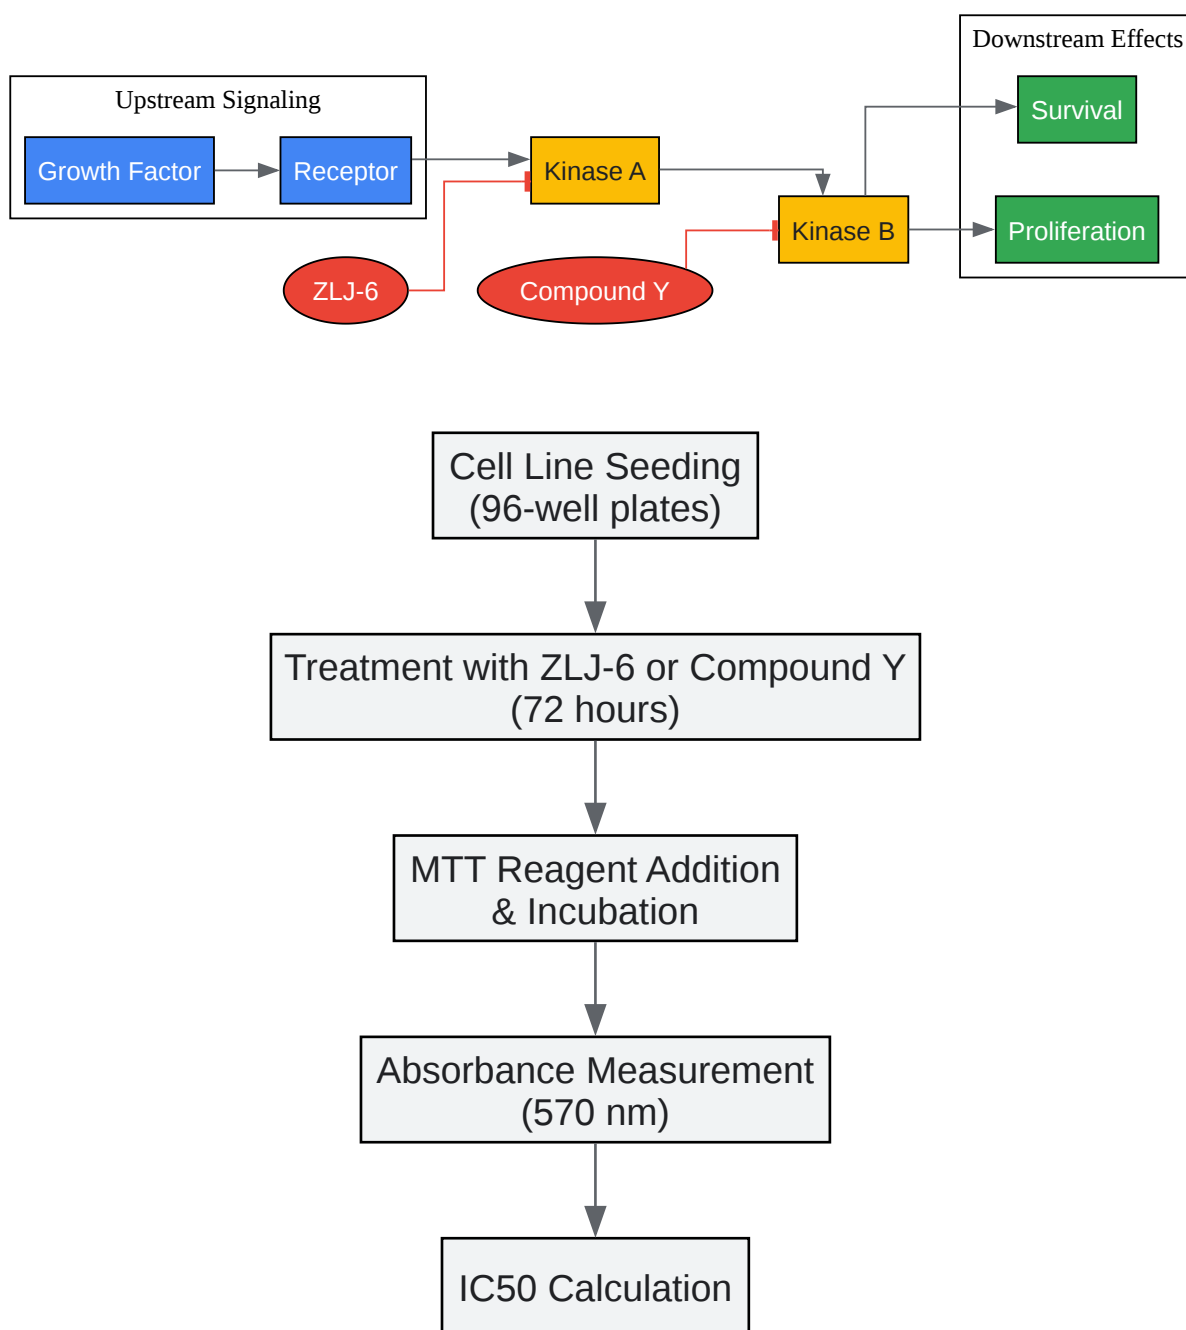 Downstream Effects
Upstream Signaling
Survival
Growth Factor
Receptor
Kinase A
Kinase B
Proliferation
ZLJ-6
Compound Y
Cell Line Seeding
(96-well plates)
Treatment with ZLJ-6 or Compound Y
(72 hours)
MTT Reagent Addition
& Incubation
Absorbance Measurement
(570 nm)
IC50 Calculation